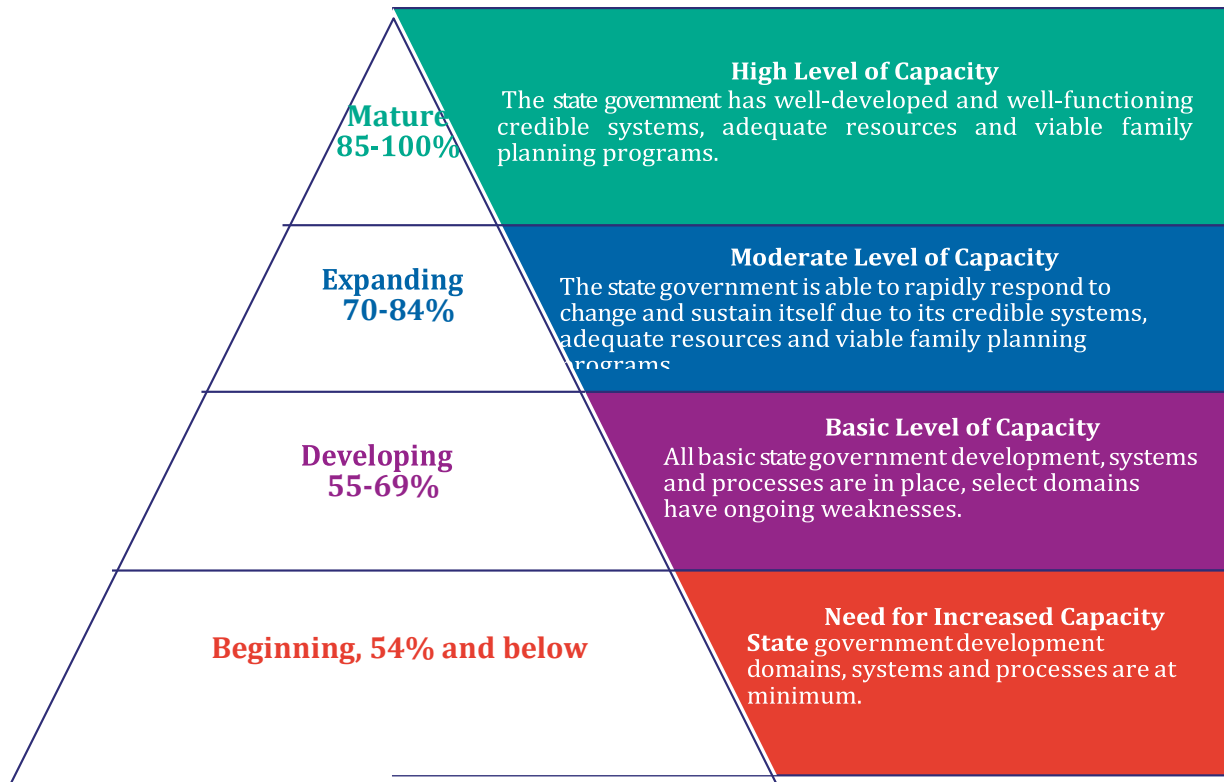 Mature
85-100%
High Level of Capacity
The state government has well-developed and well-functioning
credible systems, adequate resources and viable family
planning programs.
Expanding
70-84%
Moderate Level of Capacity
The state government is able to rapidly respond to
change and sustain itself due to its credible systems,
adequate resources and viable family planning
programs
Developing
55-69%
Basic Level of Capacity
All basic state government development, systems
and processes are in place, select domains
have ongoing weaknesses.
Beginning, 54% and below
Need for Increased Capacity
State government development
domains, systems and processes are at
minimum.